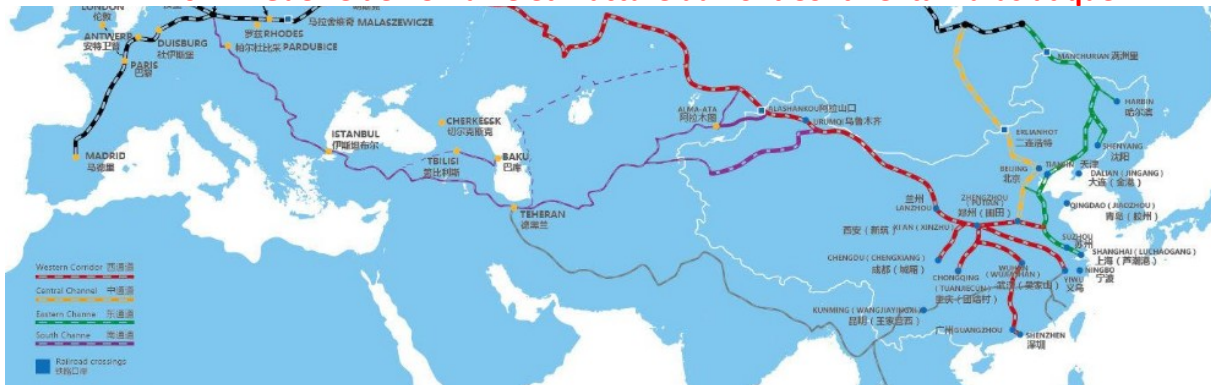 LONDON
伦敦
ANTWERP
安特卫普
DUISBURG
杜伊斯堡
PARIS
巴黎
MADRID
马德里
马拉舍维奇 MALASZEWICZE
罗兹 RHODES
帕尔杜比采 PARDUBICE
ISTANBUL
伊斯坦布尔
CHERKESSK
切尔克斯克
TBILISI
第比利斯
BAKU
巴库
TEHERAN
德黑兰
ALMA-ATA
阿拉木图
ALASHANKOU 阿拉山口
URUMQI 乌鲁木齐
MANCHURIAN 满洲里
HARBIN
哈尔滨
ERLIANHOT
二连浩特
SHENYANG
沈阳
BEIJING
北京
TIANJIN
天津
DALIAN (JINGANG)
大连(金港)
QINGDAO (JIAOZHOU)
青岛(胶州)
兰州
LANZHOU
ZHENGZHOU
(PUTIAN)
郑州(圃田)
西安(新筑) XI'AN (XINZHU)
SUZHOU
苏州
SHANGHAI (LUCHAOGANG)
上海(芦潮港)
NINGBO
宁波
YIWU
义乌
CHENGDU (CHENGXIANG)
成都(城厢)
CHONGQING
(TUANJIECUN)
重庆(团结村)
WUHAN
(WUJIASHAN)
武汉(吴家山)
KUNMING (WANGJIAYINGXI)
昆明(王家营西)
广州 GUANGZHOU
SHENZHEN
深圳
Western Corridor 西通道
Central Channel 中通道
Eastern Channe 东通道
South Channe 南通道
Railroad crossings
铁路口岸